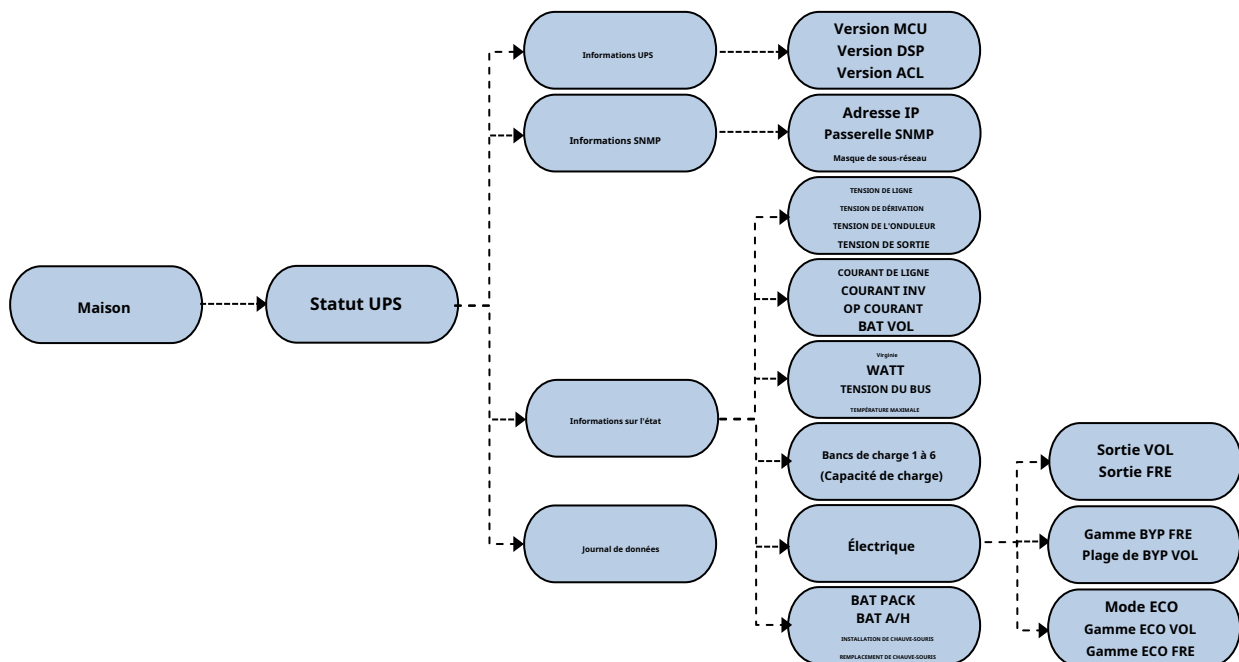 Maison
Statut UPS
Informations UPS
Version MCU
Version DSP
Version ACL
Informations SNMP
Adresse IP
Passerelle SNMP
Masque de sous-réseau
Informations sur l'état
TENSION DE LIGNE
TENSION DE DÉRIVATION
TENSION DE L'ONDULEUR
TENSION DE SORTIE
COURANT DE LIGNE
COURANT INV
OP COURANT
BAT VOL
Virginie
WATT
TENSION DU BUS
TEMPÉRATURE MAXIMALE
Bancs de charge 1 à 6
(Capacité de charge)
Électrique
Sortie VOL
Sortie FRE
Gamme BYP FRE
Plage de BYP VOL
Mode ECO
Gamme ECO VOL
Gamme ECO FRE
BAT PACK
BAT A/H
INSTALLATION DE CHAUVE-SOURIS
REMPLACEMENT DE CHAUVE-SOURIS
Journal de données